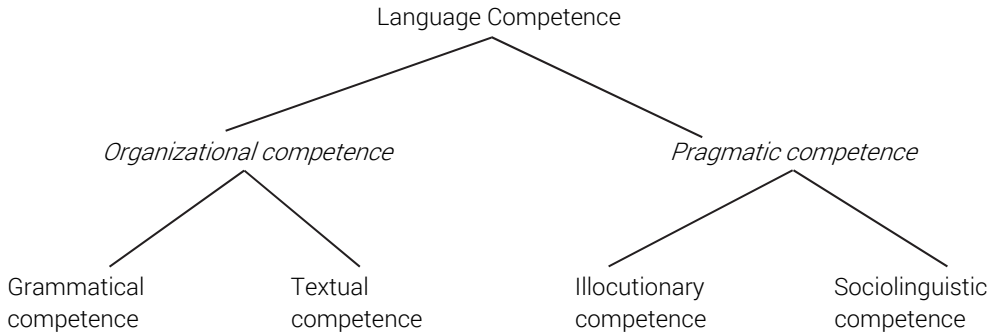 Language Competence
Organizational competence
Pragmatic competence
Grammatical
competence
Textual
competence
Illocutionary
competence
Sociolinguistic
competence